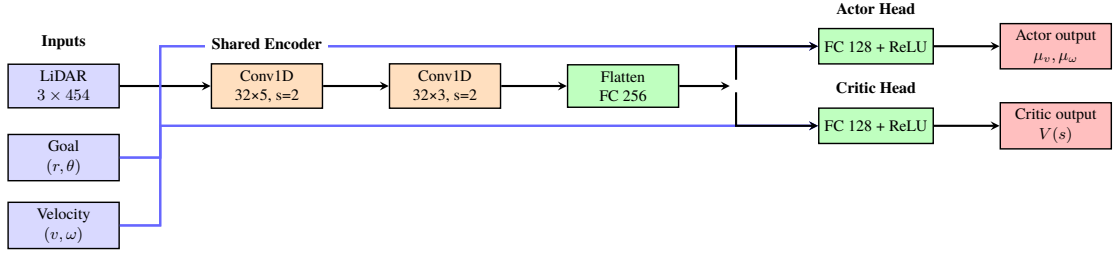 Actor Head
Inputs
Shared Encoder
LiDAR
3 × 454
Conv1D
32×5, s=2
Conv1D
32×3, s=2
Flatten
FC 256
FC 128 + ReLU
Actor output
μ_v, μ_ω
Critic Head
FC 128 + ReLU
Critic output
V(s)
Goal
(r, θ)
Velocity
(v, ω)